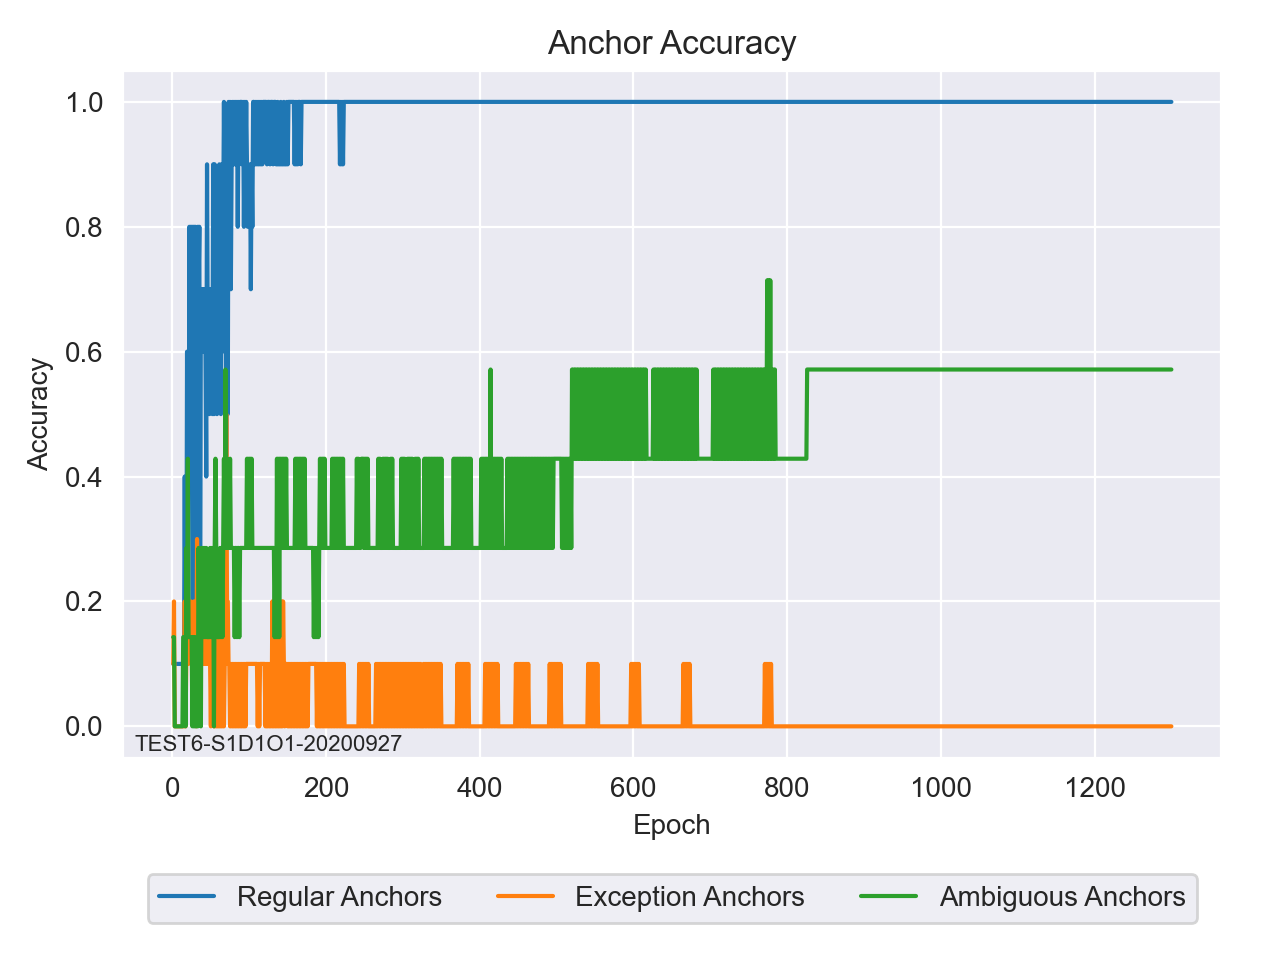 Anchor Accuracy
1.0
0.8
0.6
0.4
0.2
0.0
Accuracy
TEST6-S1D1O1-20200927
0 200 400 600 800 1000 1200
Epoch
Regular Anchors Exception Anchors Ambiguous Anchors